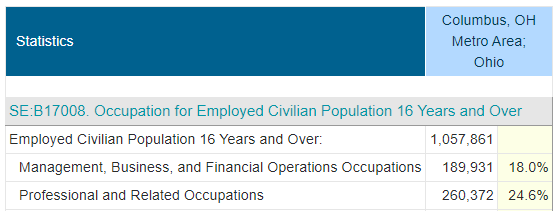 Statistics
Columbus, OH
Metro Area;
Ohio
SE:B17008. Occupation for Employed Civilian Population 16 Years and Over
Employed Civilian Population 16 Years and Over: 1,057,861
Management, Business, and Financial Operations Occupations 189,931 18.0%
Professional and Related Occupations 260,372 24.6%